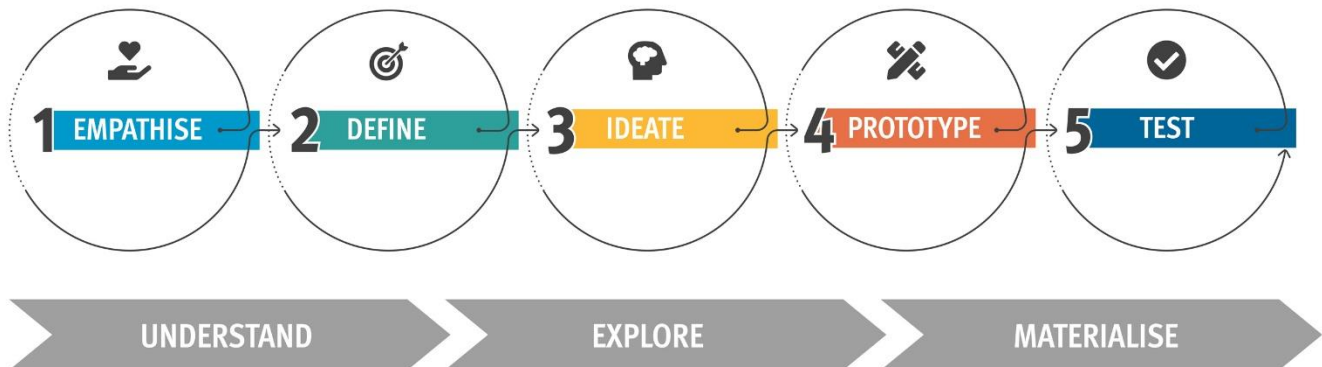 1 EMPATHISE
2 DEFINE
3 IDEATE
4 PROTOTYPE
5 TEST
UNDERSTAND
EXPLORE
MATERIALISE